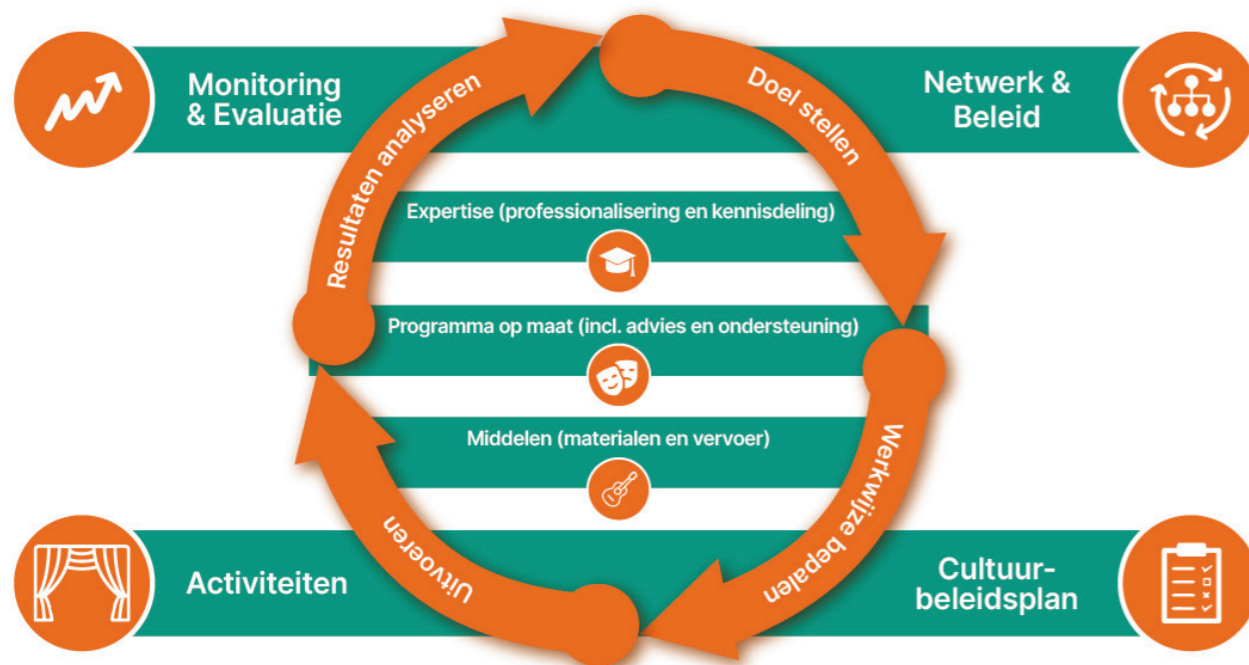 Monitoring
& Evaluatie
Resultaten analyseren
Doel stellen
Netwerk &
Beleid
Expertise (professionalisering en kennisdeling)
Programma op maat (incl. advies en ondersteuning)
Middelen (materialen en vervoer)
Uitvoeren
Werkwijze bepalen
Activiteiten
Cultuur-
beleidsplan